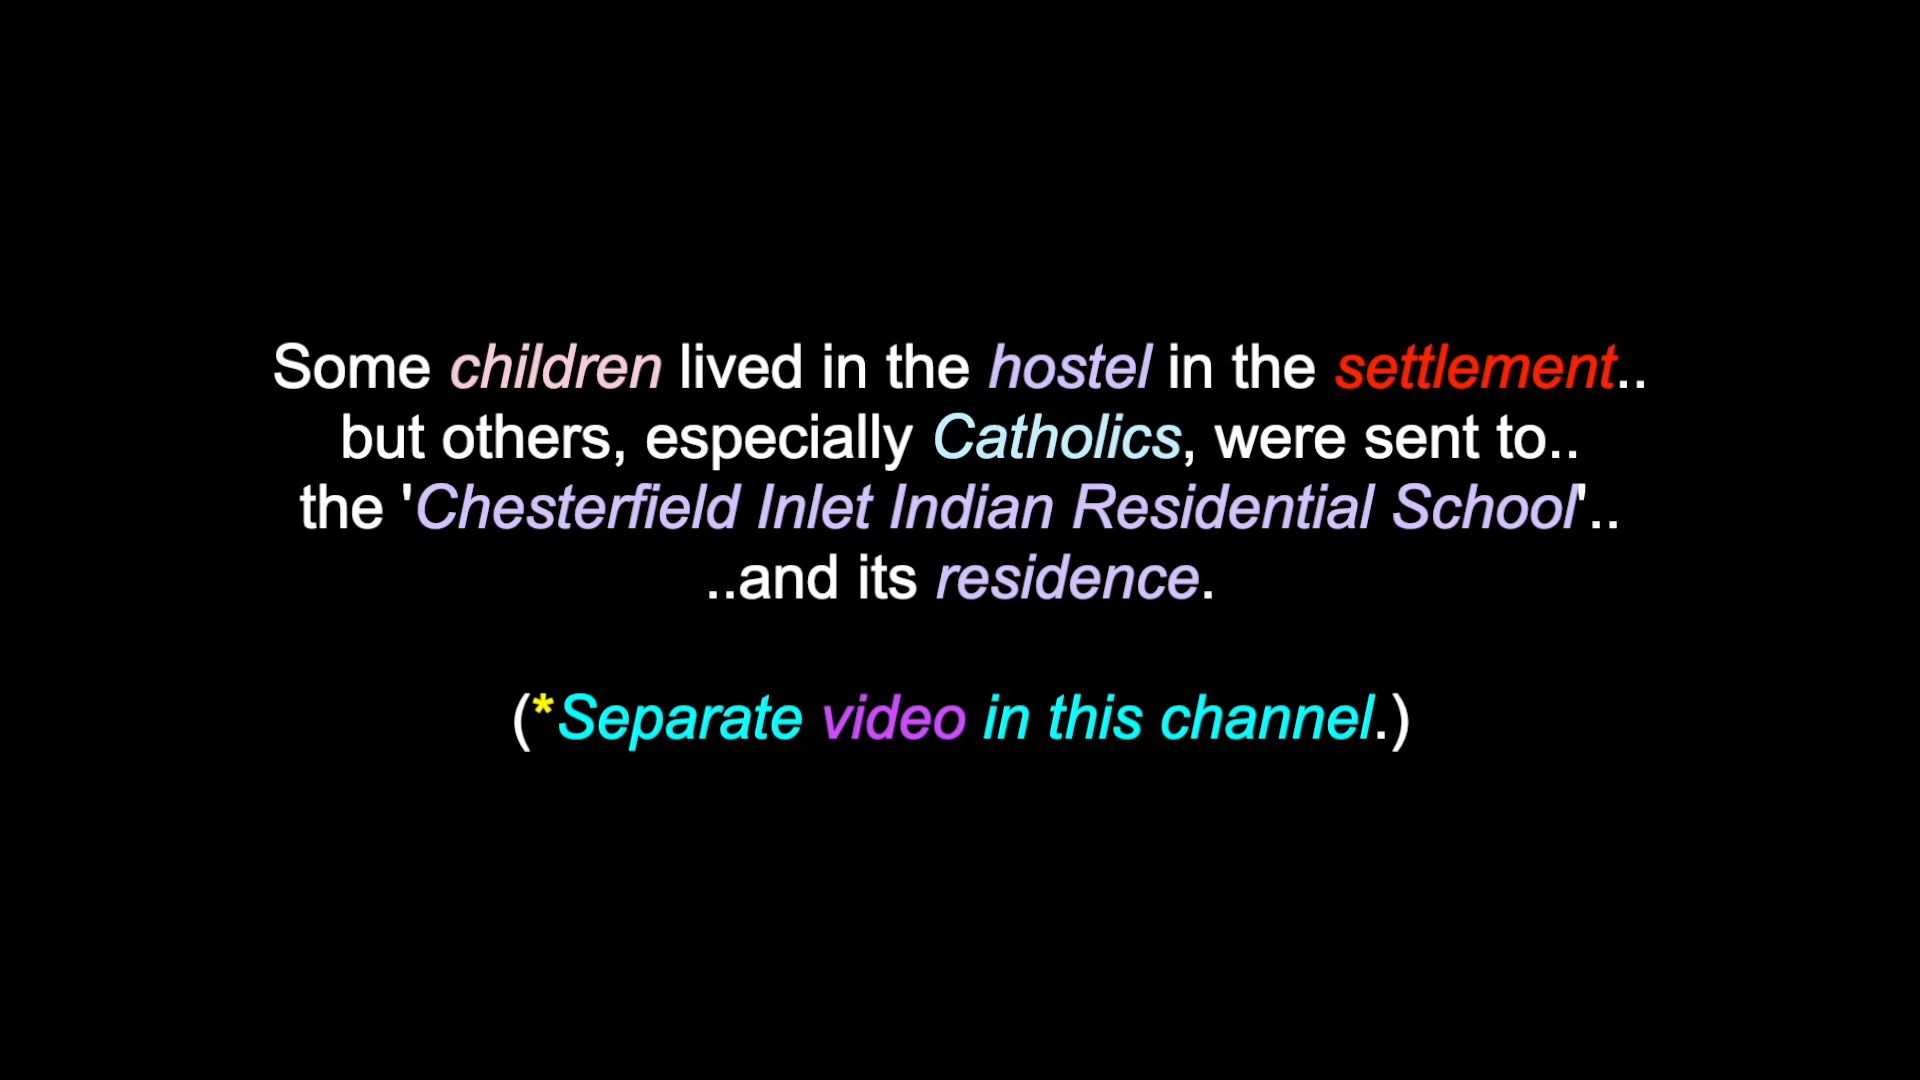 Some children lived in the hostel in the settlement..
but others, especially Catholics, were sent to..
the 'Chesterfield Inlet Indian Residential School'..
..and its residence.
(*Separate video in this channel.)